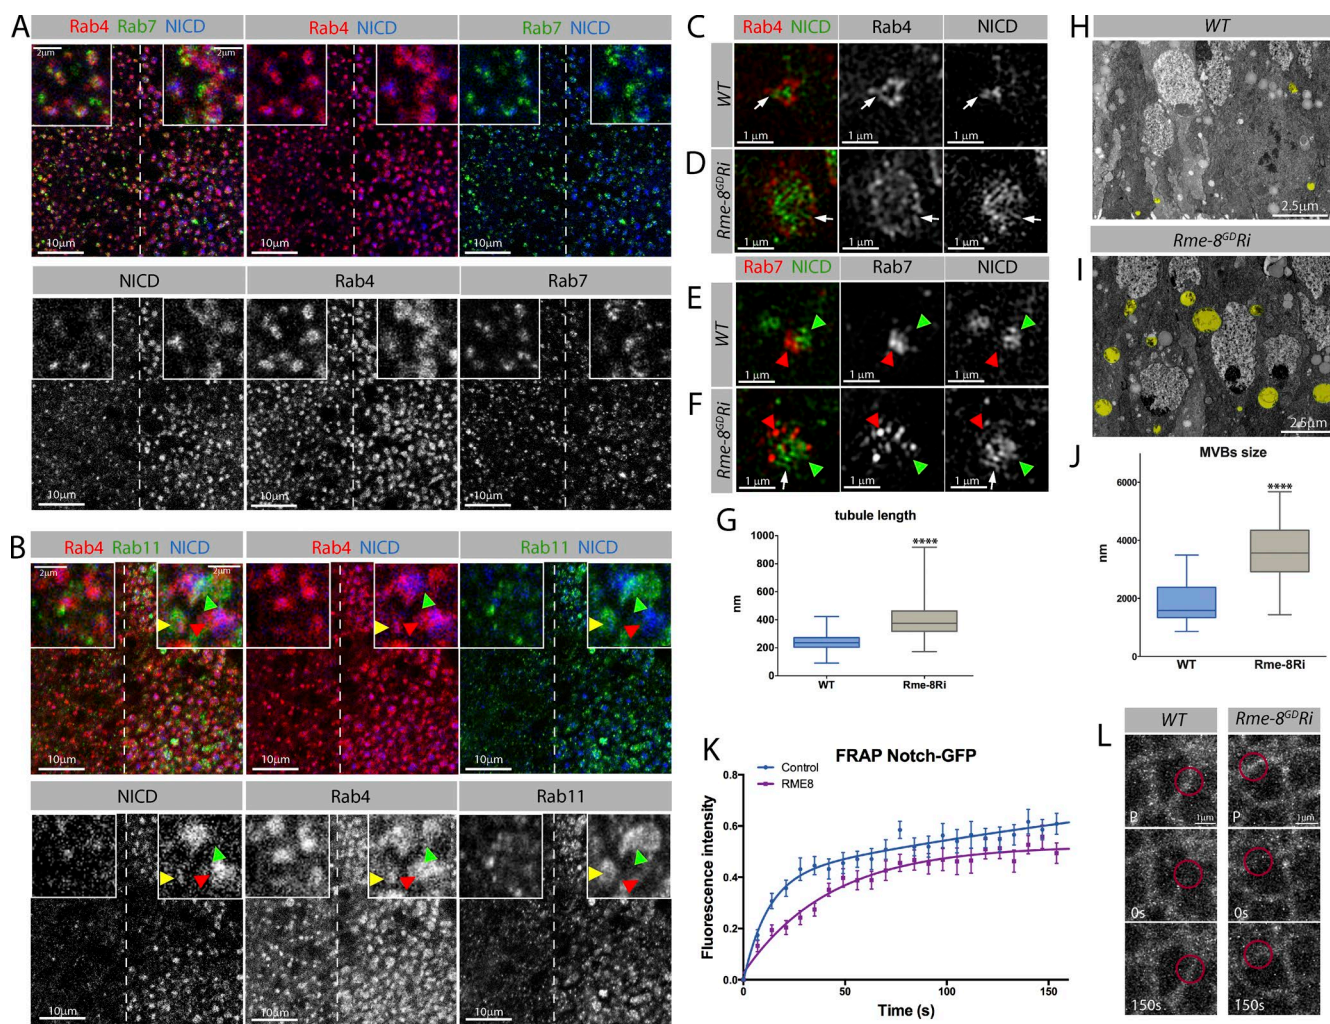 A
Rab4 Rab7 NICD
Rab4 NICD
Rab7 NICD
2μm
2μm
10μm
10μm
10μm
NICD
Rab4
Rab7
10μm
10μm
10μm
B
Rab4 Rab11 NICD
Rab4 NICD
Rab11 NICD
2μm
2μm
10μm
10μm
10μm
NICD
Rab4
Rab11
10μm
10μm
10μm
C
Rab4 NICD
Rab4
NICD
WT
1 μm
1 μm
1 μm
D
Rme-8GDRi
1 μm
1 μm
1 μm
Rab7 NICD
Rab7
NICD
E
WT
1 μm
1 μm
1 μm
F
Rme-8GDRi
1 μm
1 μm
1 μm
G
tubule length
1000
800
600
400
200
0
nm
****
WT
Rme-8Ri
H
WT
2.5μm
Rme-8GDRi
I
2.5μm
J
MVBs size
6000
4000
2000
0
nm
****
WT
Rme-8Ri
K
FRAP Notch-GFP
Control
RME8
Fluorescence intensity
0.8
0.6
0.4
0.2
0.0
0
50
100
150
Time (s)
L
WT
Rme-8GDRi
P
1μm
P
1μm
0s
0s
150s
150s